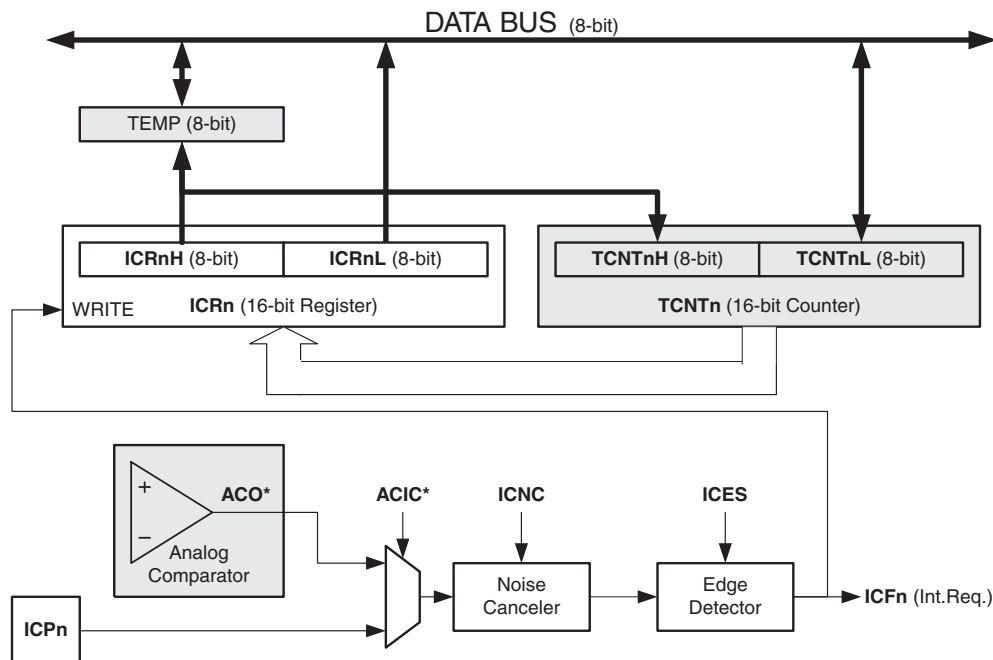 DATA BUS (8-bit)
TEMP (8-bit)
ICRnH (8-bit)
ICRnL (8-bit)
TCNTnH (8-bit)
TCNTnL (8-bit)
WRITE
ICRn (16-bit Register)
TCNTn (16-bit Counter)
+
−
ACO*
Analog
Comparator
ACIC*
ICNC
ICES
Noise
Canceler
Edge
Detector
ICFn (Int.Req.)
ICPn